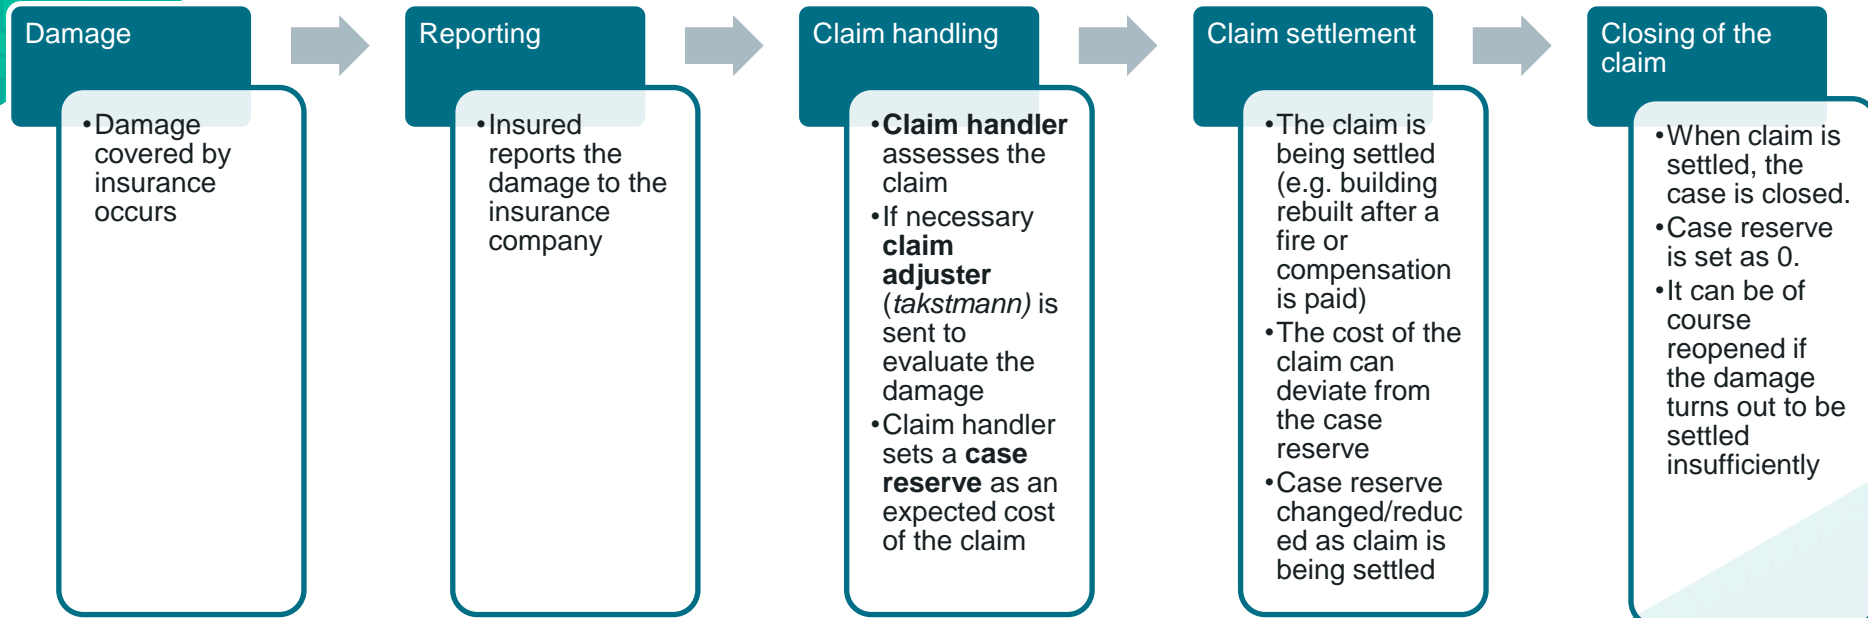 Damage
•Damage
covered by
insurance
occurs
Reporting
•Insured
reports the
damage to the
insurance
company
Claim handling
•Claim handler
assesses the
claim
•If necessary
claim
adjuster
(takstmann) is
sent to
evaluate the
damage
•Claim handler
sets a case
reserve as an
expected cost
of the claim
Claim settlement
•The claim is
being settled
(e.g. building
rebuilt after a
fire or
compensation
is paid)
•The cost of the
claim can
deviate from
the case
reserve
•Case reserve
changed/reduc
ed as claim is
being settled
Closing of the
claim
•When claim is
settled, the
case is closed.
•Case reserve
is set as 0.
•It can be of
course
reopened if
the damage
turns out to be
settled
insufficiently